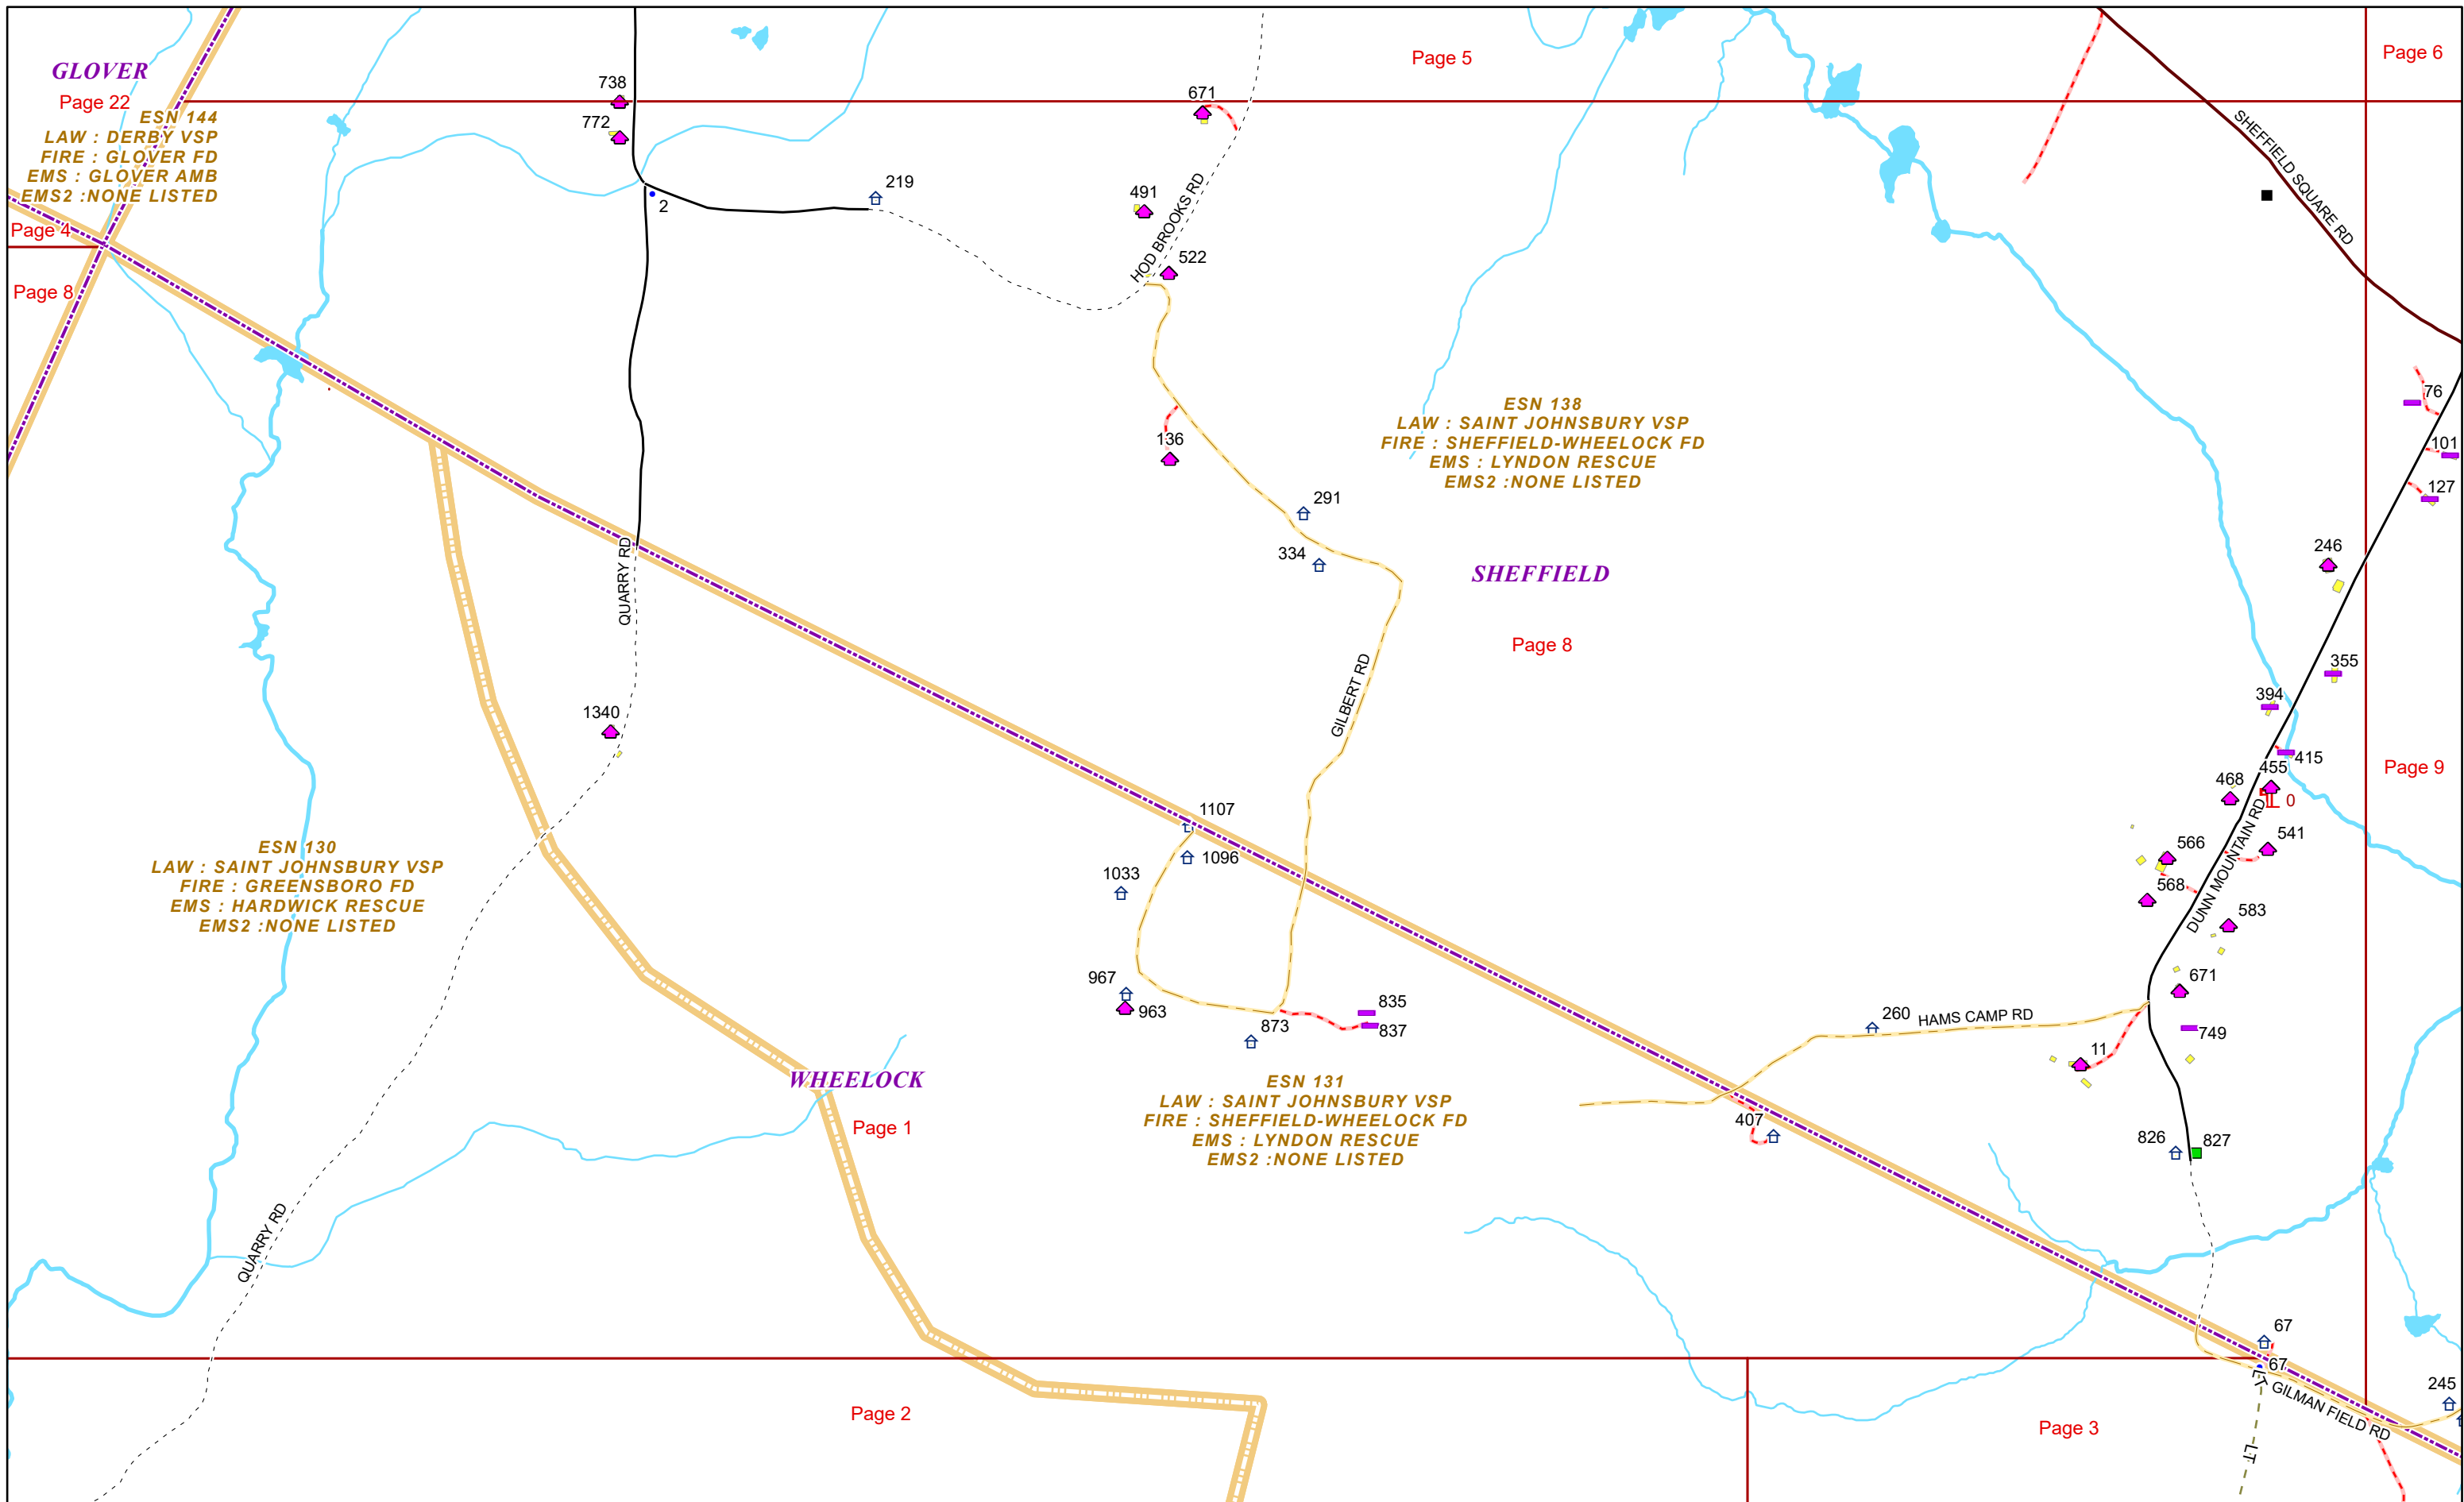 Page 5
Page 6
GLOVER
738
Page 22
671
ESN 144
LAW : DERBY VSP
FIRE : GLOVER FD
EMS : GLOVER AMB
EMS2 :NONE LISTED
772
SHEFFIELD SQUARE RD
219
491
2
HOD BROOKS RD
Page 4
522
Page 8
76
ESN 138
LAW : SAINT JOHNSBURY VSP
FIRE : SHEFFIELD-WHEELOCK FD
EMS : LYNDON RESCUE
EMS2 :NONE LISTED
136
101
127
291
334
246
QUARRY RD
SHEFFIELD
Page 8
355
GILBERT RD
394
1340
415
455
Page 9
468
0
1107
541
566
ESN 130
LAW : SAINT JOHNSBURY VSP
FIRE : GREENSBORO FD
EMS : HARDWICK RESCUE
EMS2 :NONE LISTED
1096
1033
568
DUNN MOUNTAIN RD
583
967
671
963
835
837
873
260
HAMS CAMP RD
749
11
WHEELOCK
ESN 131
LAW : SAINT JOHNSBURY VSP
FIRE : SHEFFIELD-WHEELOCK FD
EMS : LYNDON RESCUE
EMS2 :NONE LISTED
Page 1
407
826
827
QUARRY RD
67
67
LT
GILMAN FIELD RD
245
Page 2
Page 3
LT